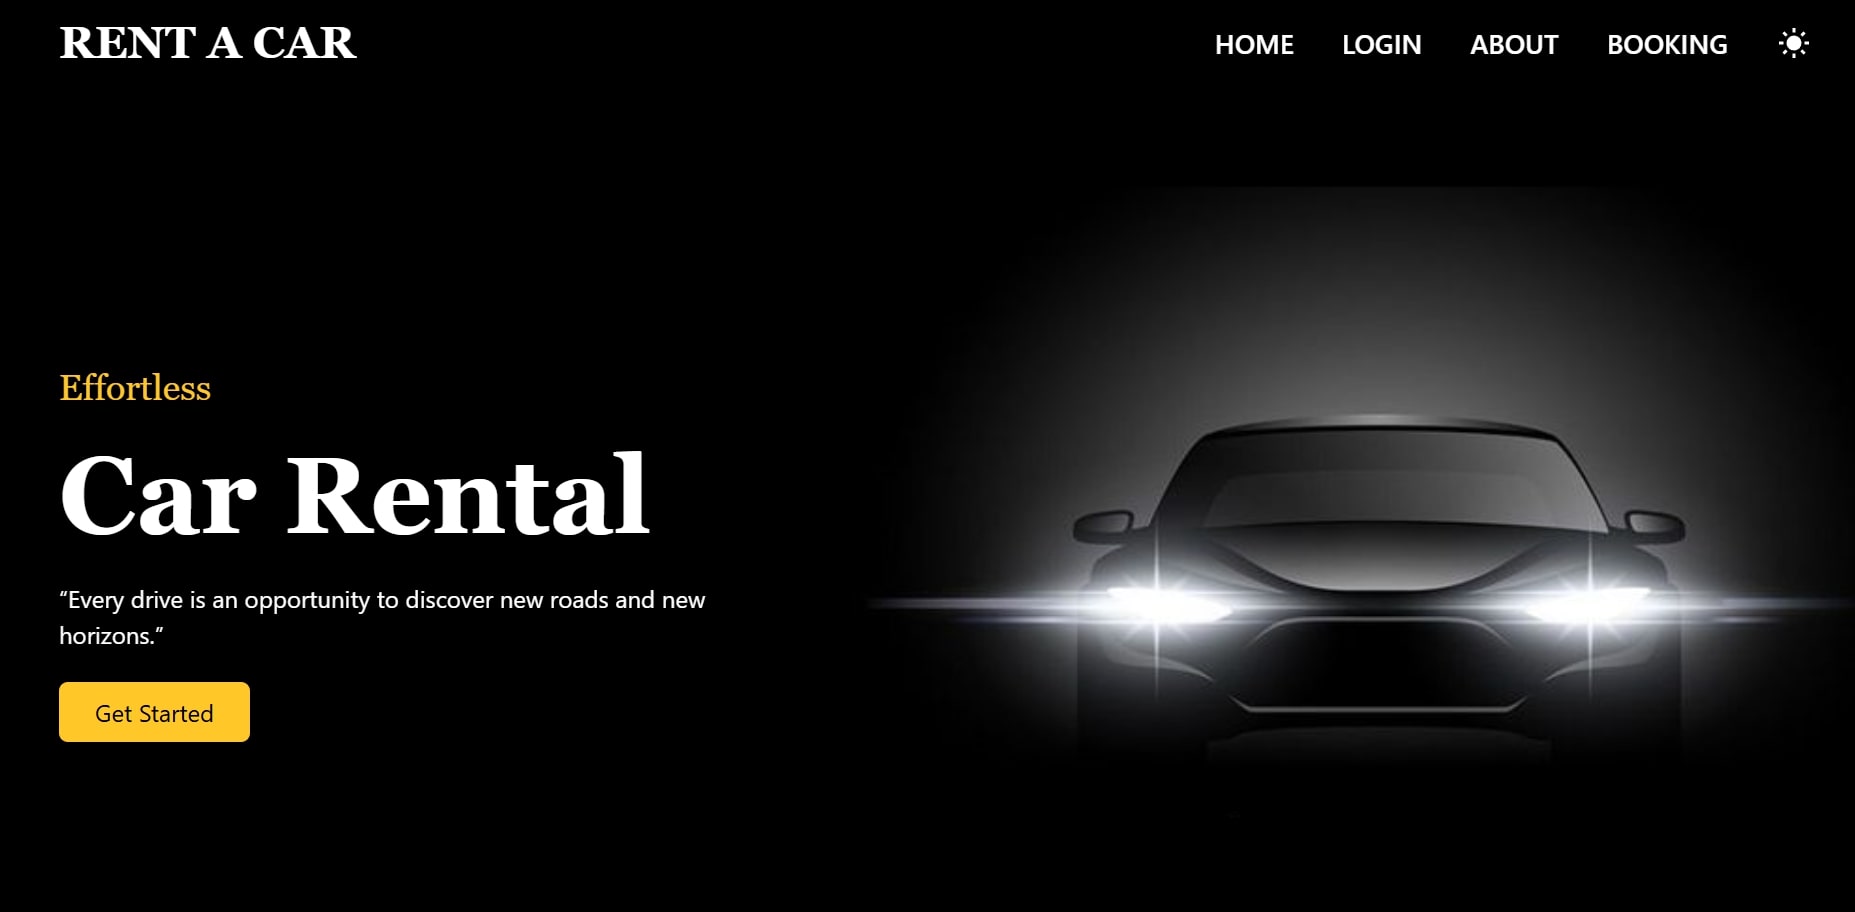 RENT A CAR
HOME LOGIN ABOUT BOOKING
Effortless
Car Rental
“Every drive is an opportunity to discover new roads and new
horizons.”
Get Started